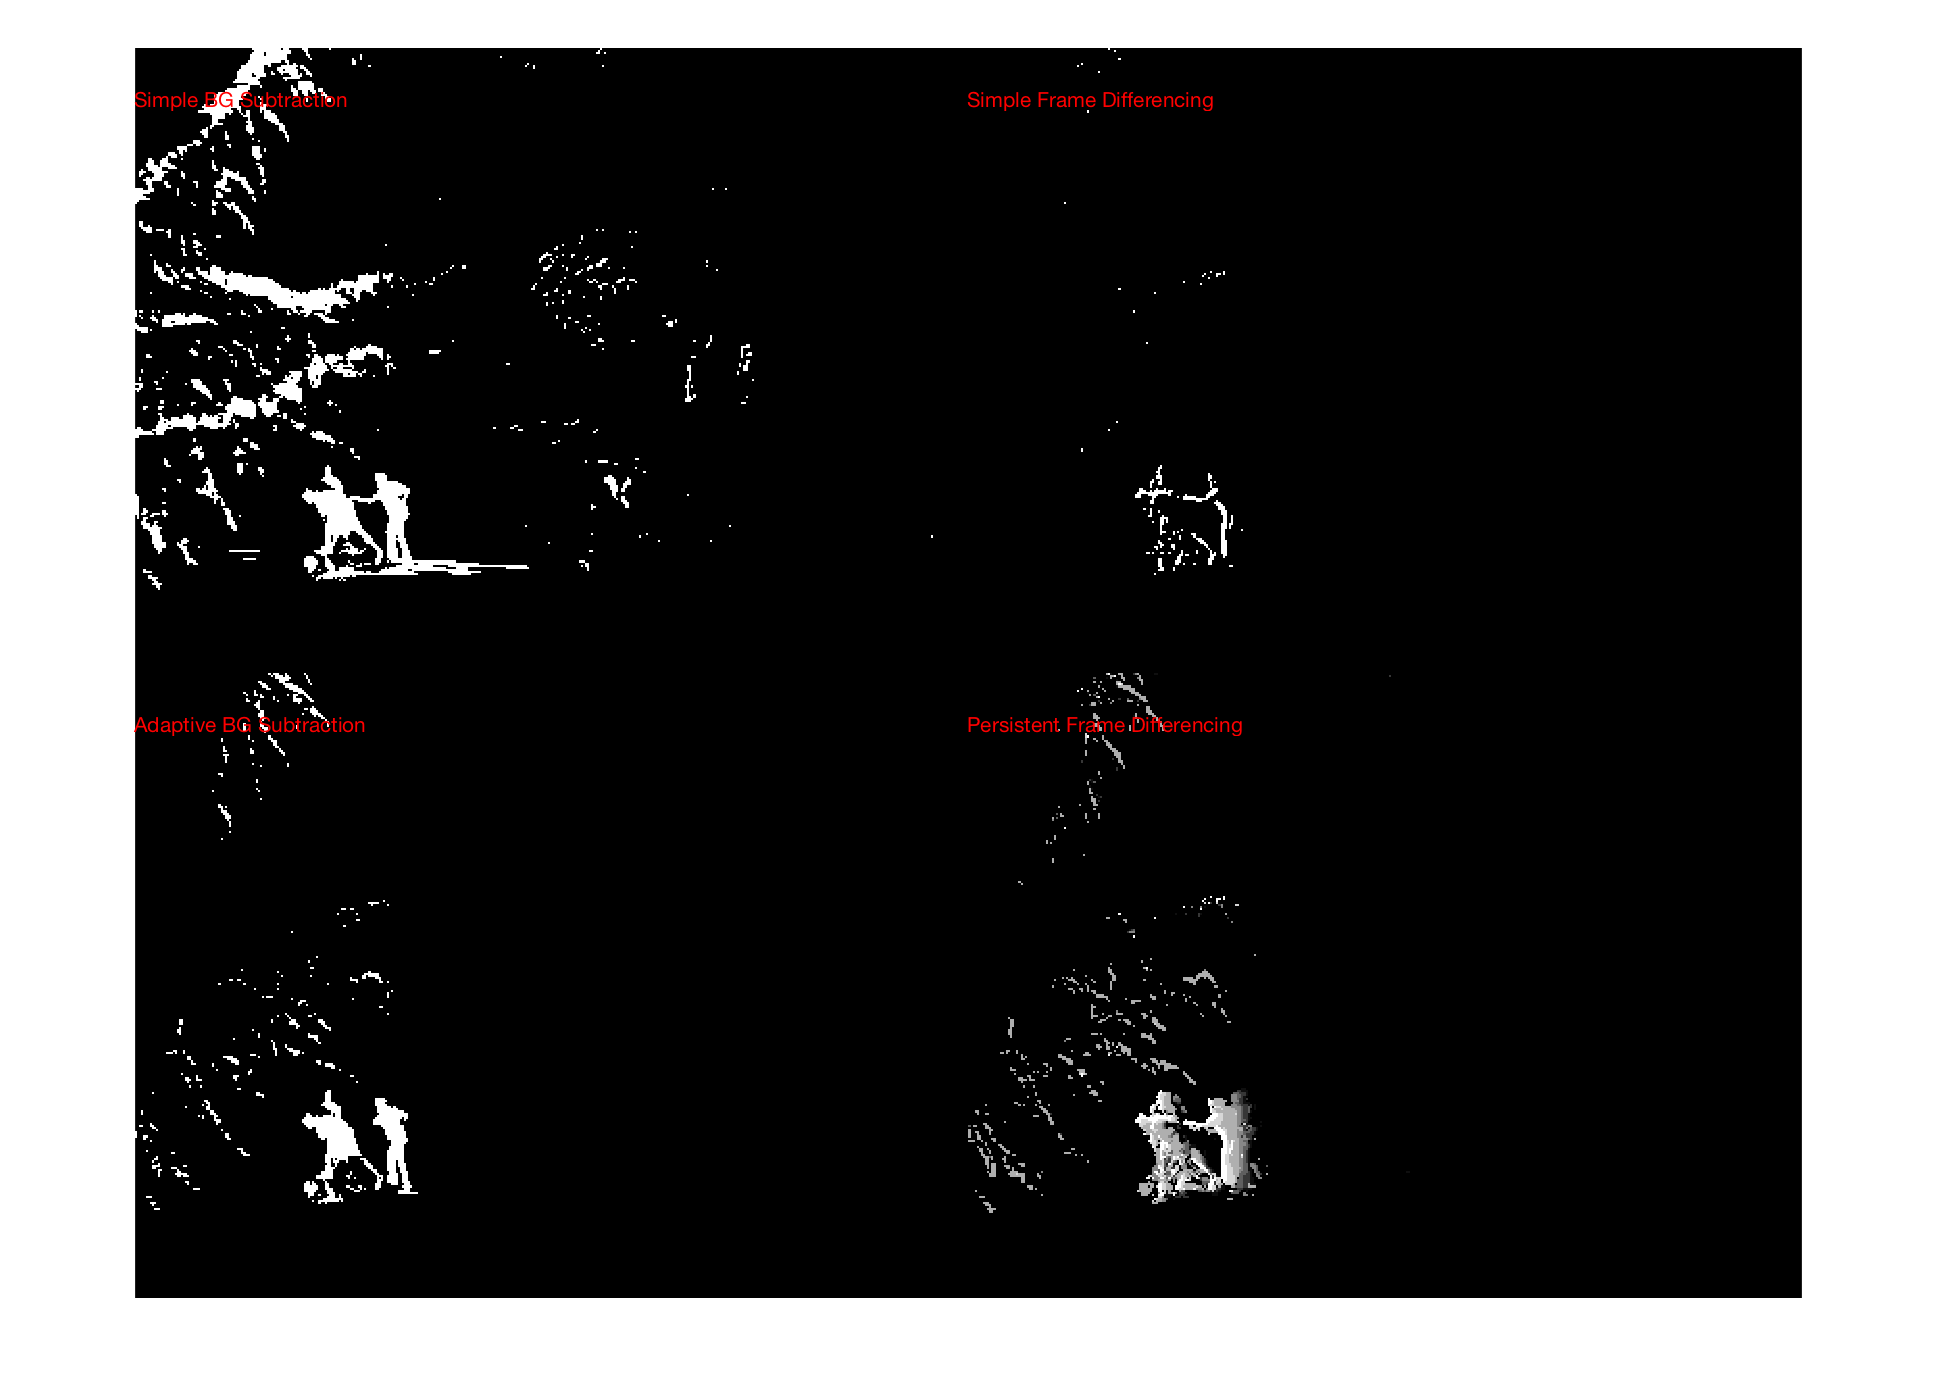 Simple BG Subtraction
Simple Frame Differencing
Adaptive BG Subtraction
Persistent Frame Differencing